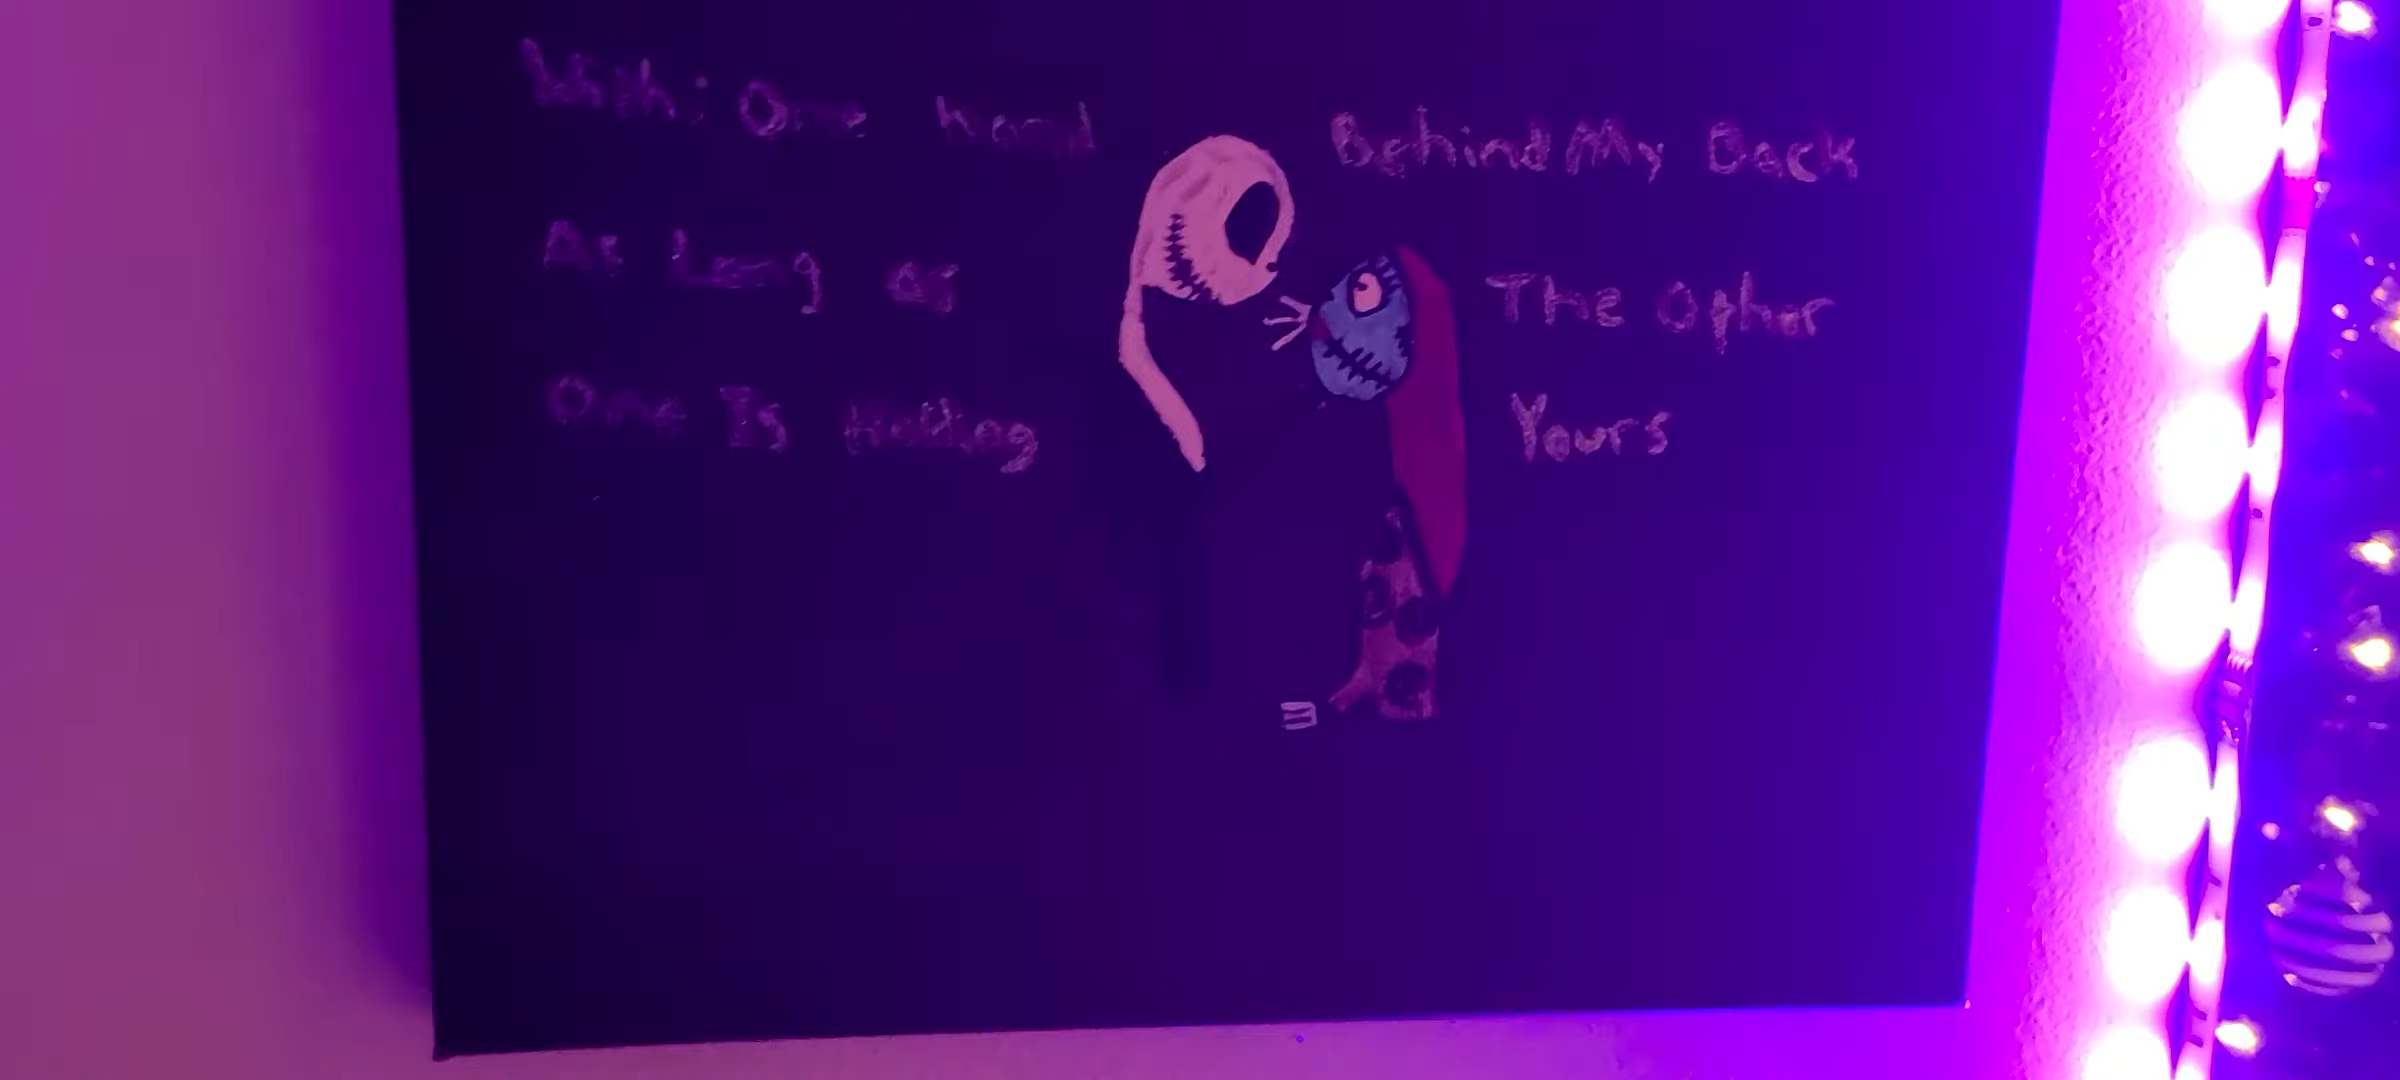 With; One hand Behind My Back
As Long as The Other
One Is Holding Yours